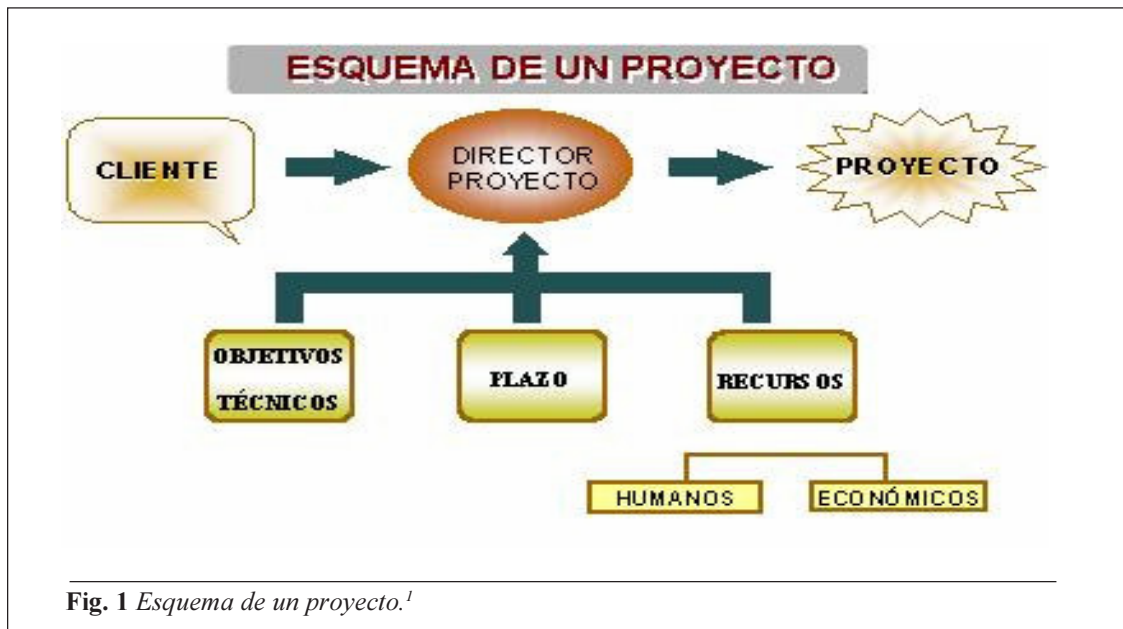 ESQUEMA DE UN PROYECTO
CLIENTE
DIRECTOR
PROYECTO
PROYECTO
OBJETIVOS
TÉCNICOS
PLAZO
RECURSOS
HUMANOS
ECONÓMICOS
Fig. 1 Esquema de un proyecto.1